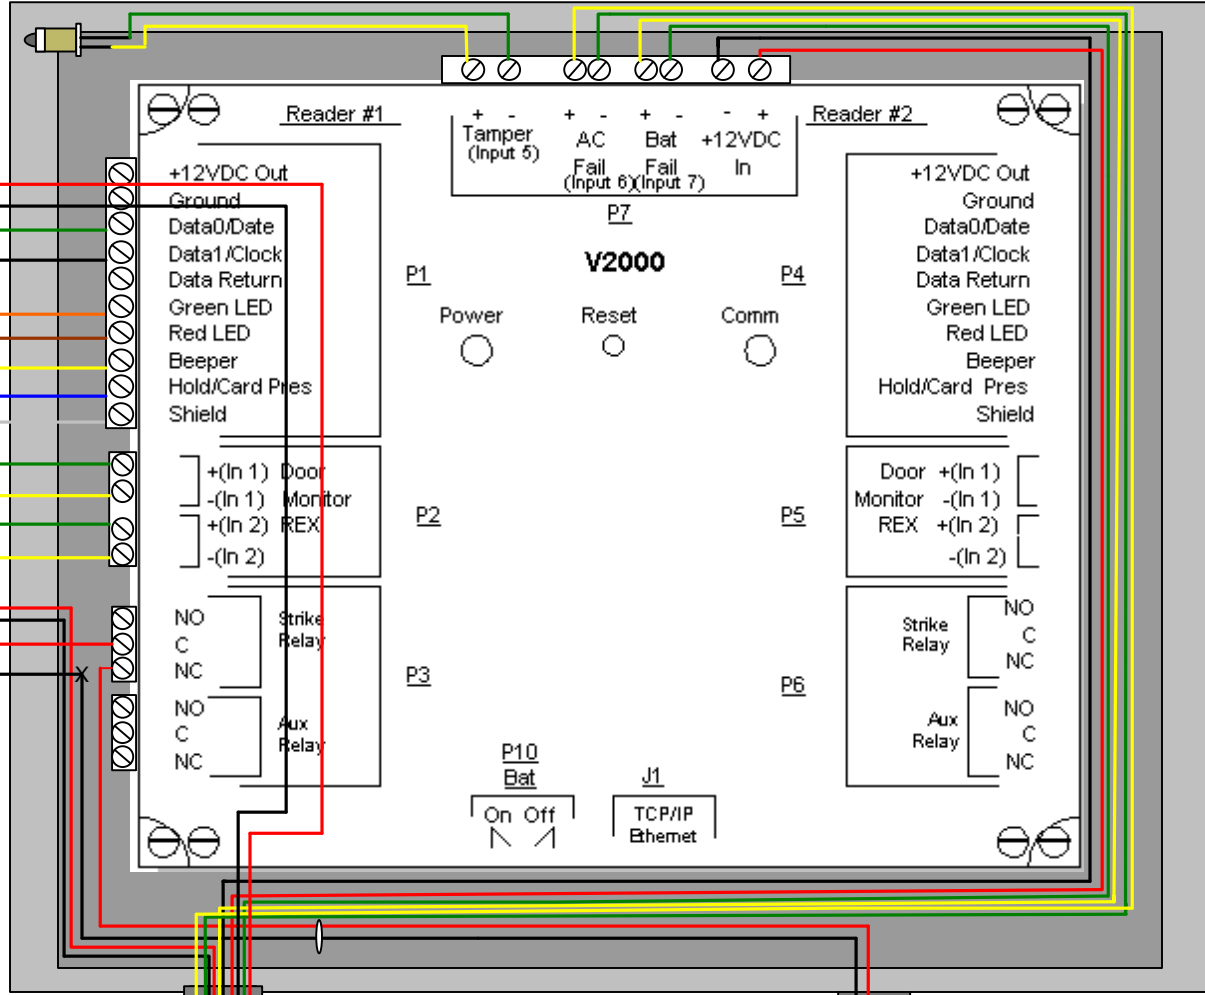 Reader #1
+ - + - + - - +
Reader #2
Tamper
(Input 5)
AC
Fail
(Input 6)
Bat
Fail
(Input 7)
+12VDC
In
P7
V2000
+12VDC Out
Ground
Data0/Date
Data1/Clock
Data Return
Green LED
Red LED
Beeper
Hold/Card Pres
Shield
P1
Power
Reset
Comm
P4
+12VDC Out
Ground
Data0/Date
Data1/Clock
Data Return
Green LED
Red LED
Beeper
Hold/Card Pres
Shield
+(In 1) Door
-(In 1) Monitor
+(In 2) REX
-(In 2)
P2
P5
Door +(In 1)
Monitor -(In 1)
REX +(In 2)
-(In 2)
NO
C
NC
Strike
Relay
NO
C
NC
Aux
Relay
P3
P6
Strike
Relay
NO
C
NC
Aux
Relay
NO
C
NC
X
P10
Bat
On Off
J1
TCP/IP
Ethernet